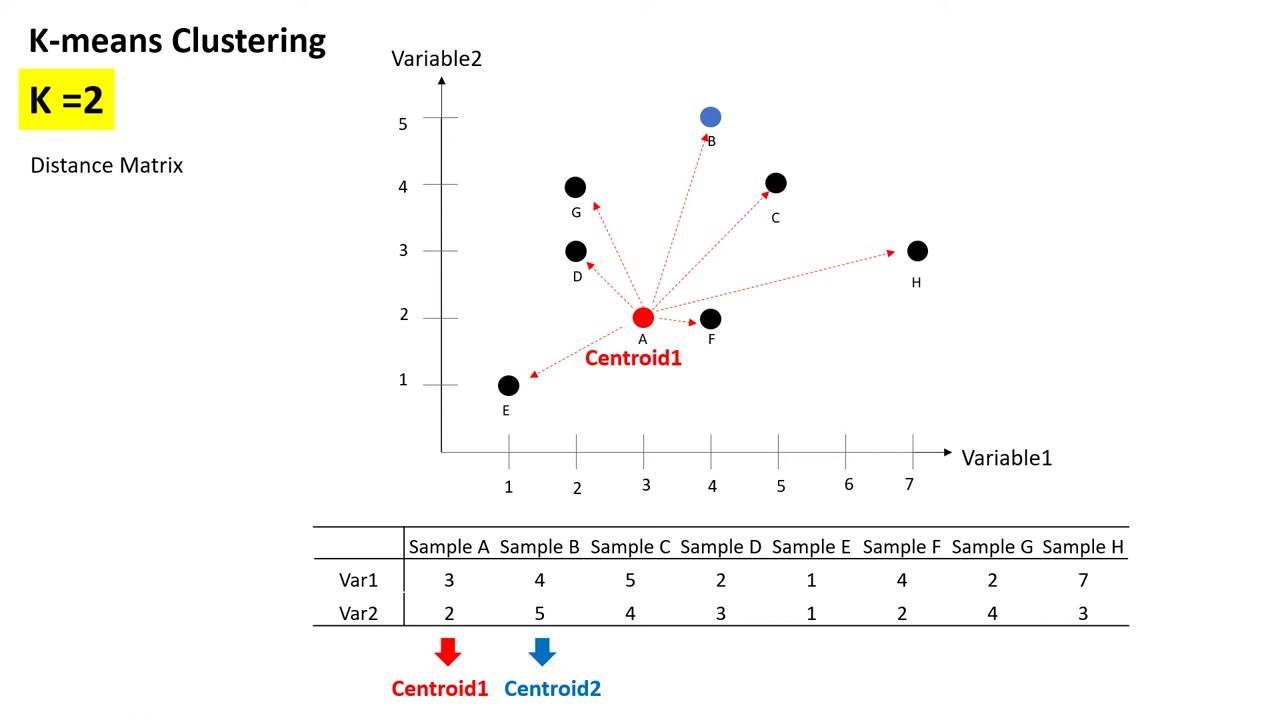 K-means Clustering
K =2
Distance Matrix
Variable2
5
4
3
2
1
B
G
C
D
H
A
F
Centroid1
E
Variable1
1 2 3 4 5 6 7
Sample A Sample B Sample C Sample D Sample E Sample F Sample G Sample H
Var1 3 4 5 2 1 4 2 7
Var2 2 5 4 3 1 2 4 3
Centroid1 Centroid2